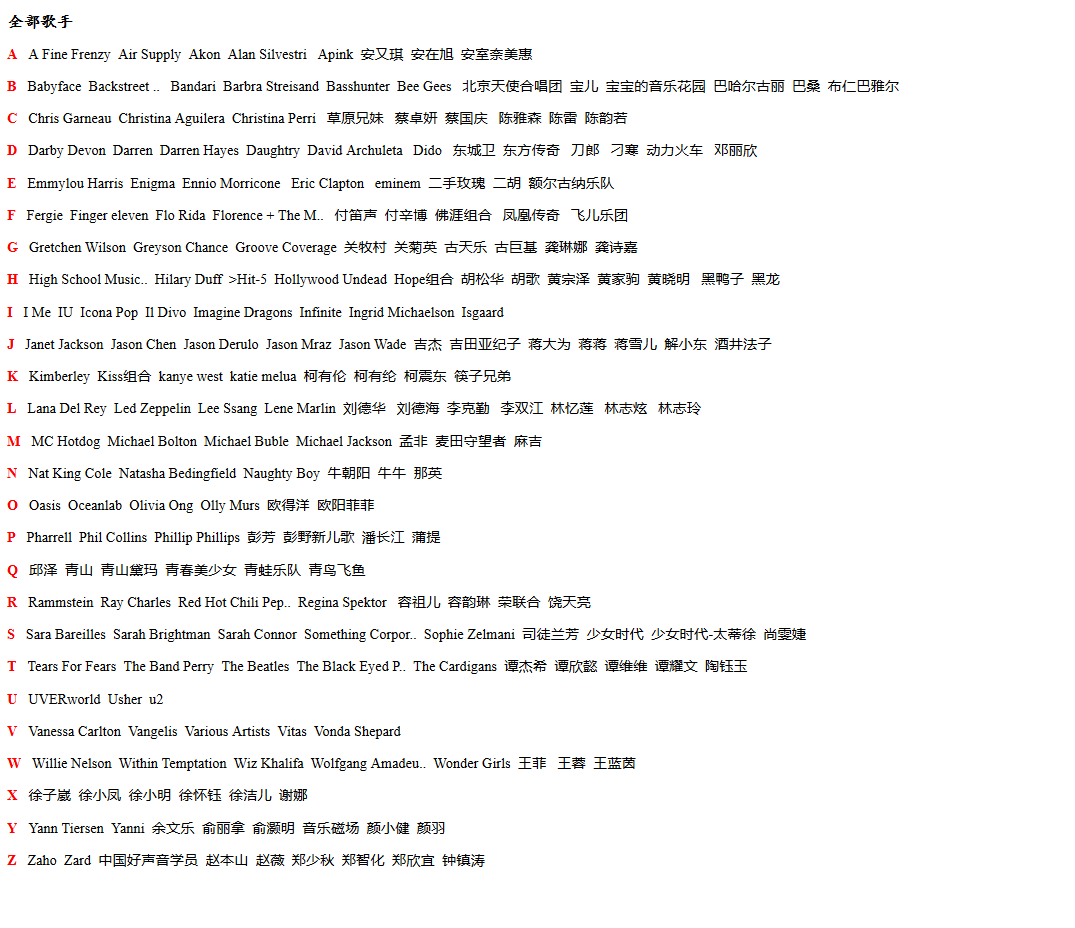 全部歌手
A A Fine Frenzy Air Supply Akon Alan Silvestri Apink 安又琪 安在旭 安室奈美惠
B Babyface Backstreet .. Bandari Barbra Streisand Basshunter Bee Gees 北京天使合唱团 宝儿 宝宝的音乐花园 巴哈尔古丽 巴桑 布仁巴雅尔
C Chris Garneau Christina Aguilera Christina Perri 草原兄妹 蔡卓妍 蔡国庆 陈雅森 陈雷 陈韵若
D Darby Devon Darren Darren Hayes Daughtry David Archuleta Dido 东城卫 东方传奇 刀郎 刁寒 动力火车 邓丽欣
E Emmylou Harris Enigma Ennio Morricone Eric Clapton eminem 二手玫瑰 二胡 额尔古纳乐队
F Fergie Finger eleven Flo Rida Florence + The M.. 付笛声 付辛博 佛涯组合 凤凰传奇 飞儿乐团
G Gretchen Wilson Greyson Chance Groove Coverage 关牧村 关菊英 古天乐 古巨基 龚琳娜 龚诗嘉
H High School Music.. Hilary Duff >Hit-5 Hollywood Undead Hope组合 胡松华 胡歌 黄宗泽 黄家驹 黄晓明 黑鸭子 黑龙
I I Me IU Icona Pop Il Divo Imagine Dragons Infinite Ingrid Michaelson Isgaard
J Janet Jackson Jason Chen Jason Derulo Jason Mraz Jason Wade 吉杰 吉田亚纪子 蒋大为 蒋蒋 蒋雪儿 解小东 酒井法子
K Kimberley Kiss组合 kanye west katie melua 柯有伦 柯有纶 柯震东 筷子兄弟
L Lana Del Rey Led Zeppelin Lee Ssang Lene Marlin 刘德华 刘德海 李克勤 李双江 林忆莲 林志炫 林志玲
M MC Hotdog Michael Bolton Michael Buble Michael Jackson 孟非 麦田守望者 麻吉
N Nat King Cole Natasha Bedingfield Naughty Boy 牛朝阳 牛牛 那英
O Oasis Oceanlab Olivia Ong Olly Murs 欧得洋 欧阳菲菲
P Pharrell Phil Collins Phillip Phillips 彭芳 彭野新儿歌 潘长江 蒲提
Q 邱泽 青山 青山黛玛 青春美少女 青蛙乐队 青鸟飞鱼
R Rammstein Ray Charles Red Hot Chili Pep.. Regina Spektor 容祖儿 容韵琳 荣联合 饶天亮
S Sara Bareilles Sarah Brightman Sarah Connor Something Corpor.. Sophie Zelmani 司徒兰芳 少女时代 少女时代-太蒂徐 尚雯婕
T Tears For Fears The Band Perry The Beatles The Black Eyed P.. The Cardigans 谭杰希 谭欣懿 谭维维 谭耀文 陶钰玉
U UVERworld Usher u2
V Vanessa Carlton Vangelis Various Artists Vitas Vonda Shepard
W Willie Nelson Within Temptation Wiz Khalifa Wolfgang Amadeu.. Wonder Girls 王菲 王蓉 王蓝茵
X 徐子崴 徐小凤 徐小明 徐怀钰 徐洁儿 谢娜
Y Yann Tiersen Yanni 余文乐 俞丽拿 俞灏明 音乐磁场 颜小健 颜羽
Z Zaho Zard 中国好声音学员 赵本山 赵薇 郑少秋 郑智化 郑欣宜 钟镇涛